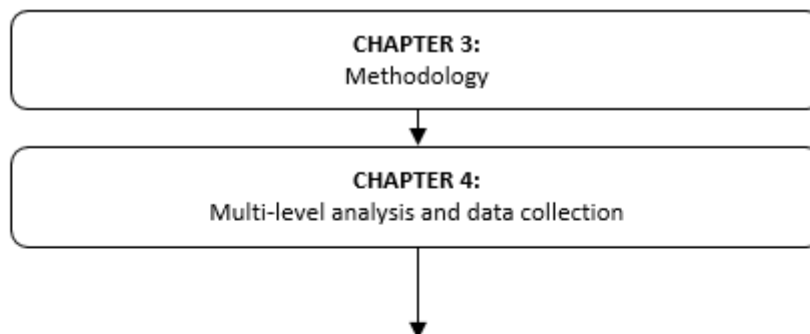 CHAPTER 3:
Methodology
CHAPTER 4:
Multi-level analysis and data collection